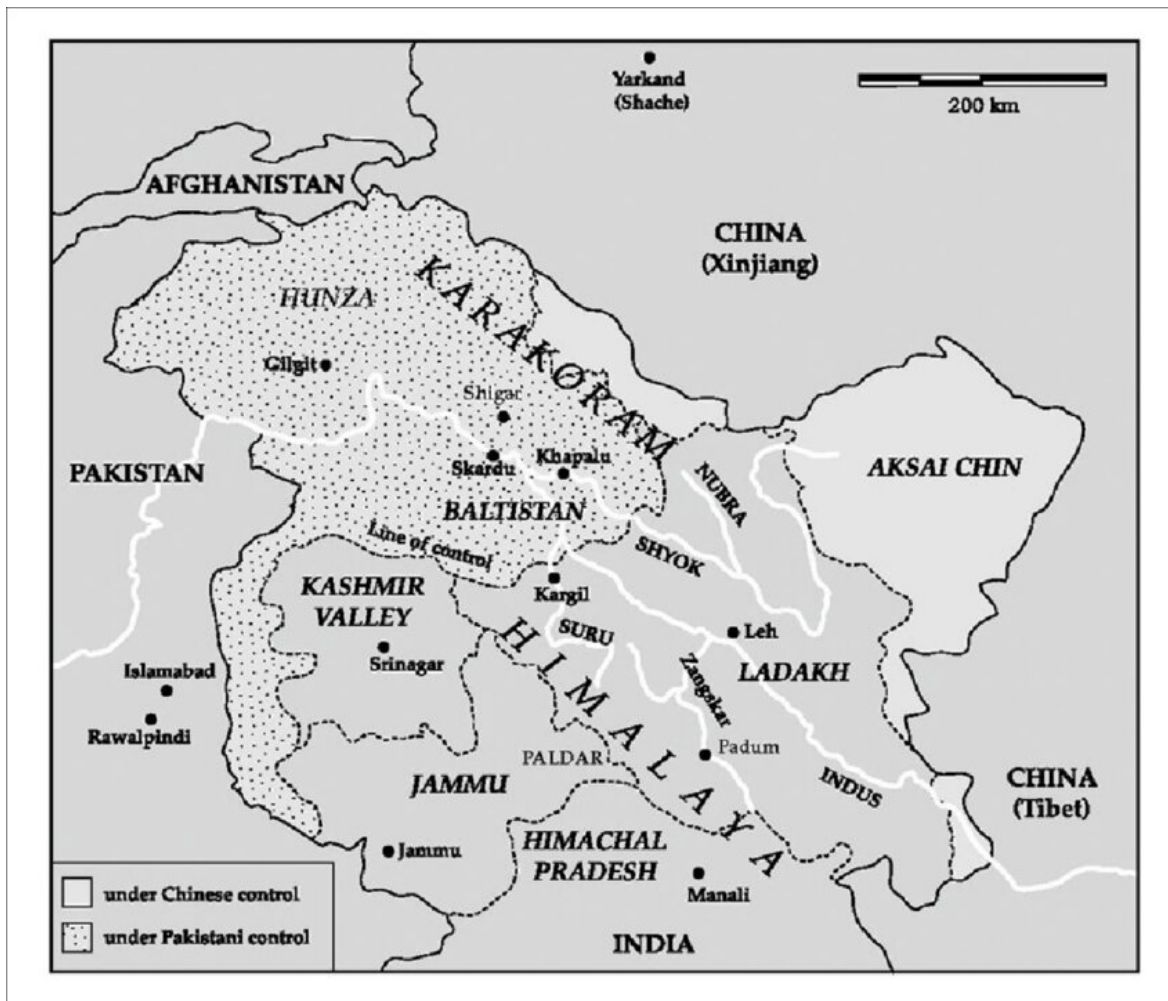 Yarkand
(Shache)
200 km
AFGHANISTAN
CHINA
(Xinjiang)
KARAKORAM
HUNZA
Gilgit
Shigar
PAKISTAN
Skardu
Khapalu
NUBRA
AKSAI CHIN
BALTISTAN
Line of control
SHYOK
KASHMIR
VALLEY
Kargil
HIMALAYA
SURU
Leh
Srinagar
Zangskar
LADAKH
Islamabad
Rawalpindi
PALDAR
Padum
JAMMU
INDUS
CHINA
(Tibet)
Jammu
HIMACHAL
PRADESH
Manali
under Chinese control
under Pakistani control
INDIA